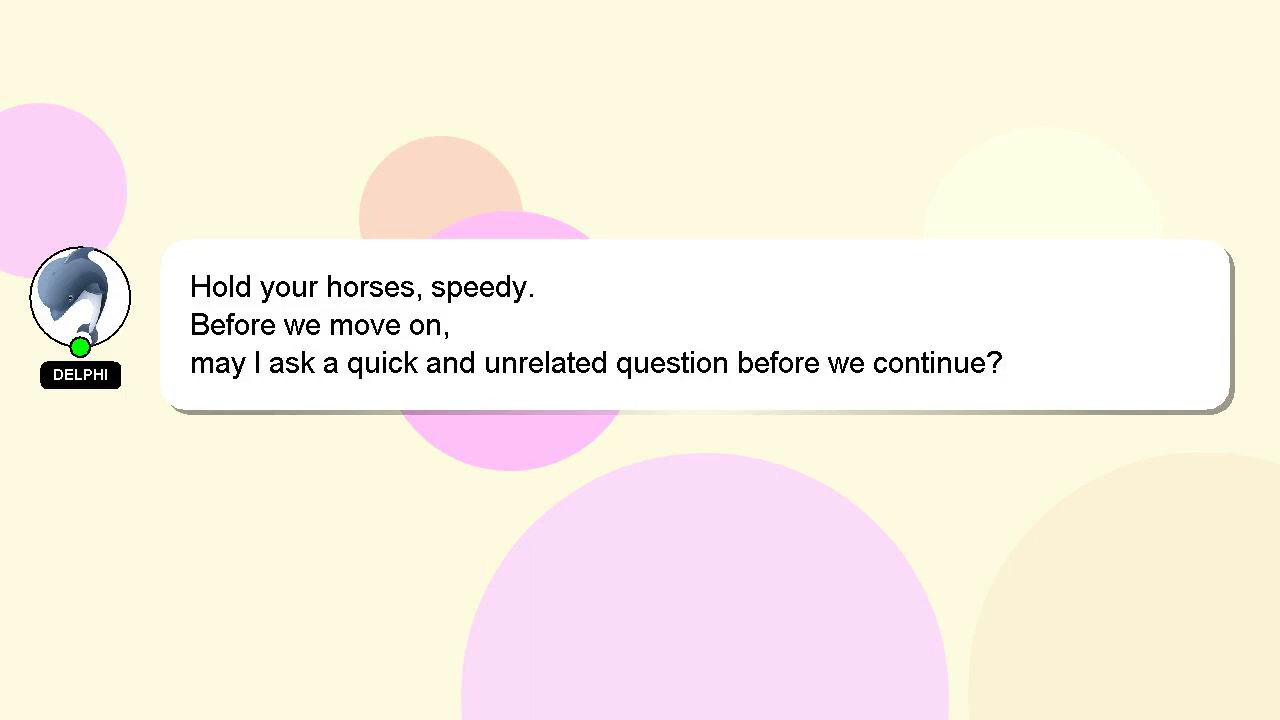 Hold your horses, speedy.
Before we move on,
may I ask a quick and unrelated question before we continue?
DELPHI